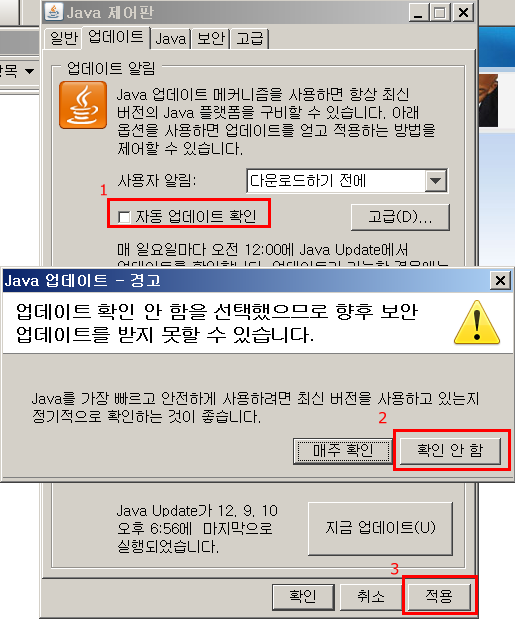 Java 제어판
일반 업데이트 Java 보안 고급
항목
업데이트 알림
Java 업데이트 메커니즘을 사용하면 항상 최신
버전의 Java 플랫폼을 구비할 수 있습니다. 아래
옵션을 사용하면 업데이트를 얻고 적용하는 방법을
제어할 수 있습니다.
사용자 알림: 다운로드하기 전에
1
자동 업데이트 확인 고급(D)...
매 일요일마다 오전 12:00에 Java Update에서
Java 업데이트 - 경고
업데이트 확인 안 함을 선택했으므로 향후 보안
업데이트를 받지 못할 수 있습니다.
Java를 가장 빠르고 안전하게 사용하려면 최신 버전을 사용하고 있는지
정기적으로 확인하는 것이 좋습니다.
2
매주 확인 확인 안 함
Java Update가 12, 9, 10
오후 6:56에 마지막으로
실행되었습니다.
지금 업데이트(U)
3
확인 취소 적용